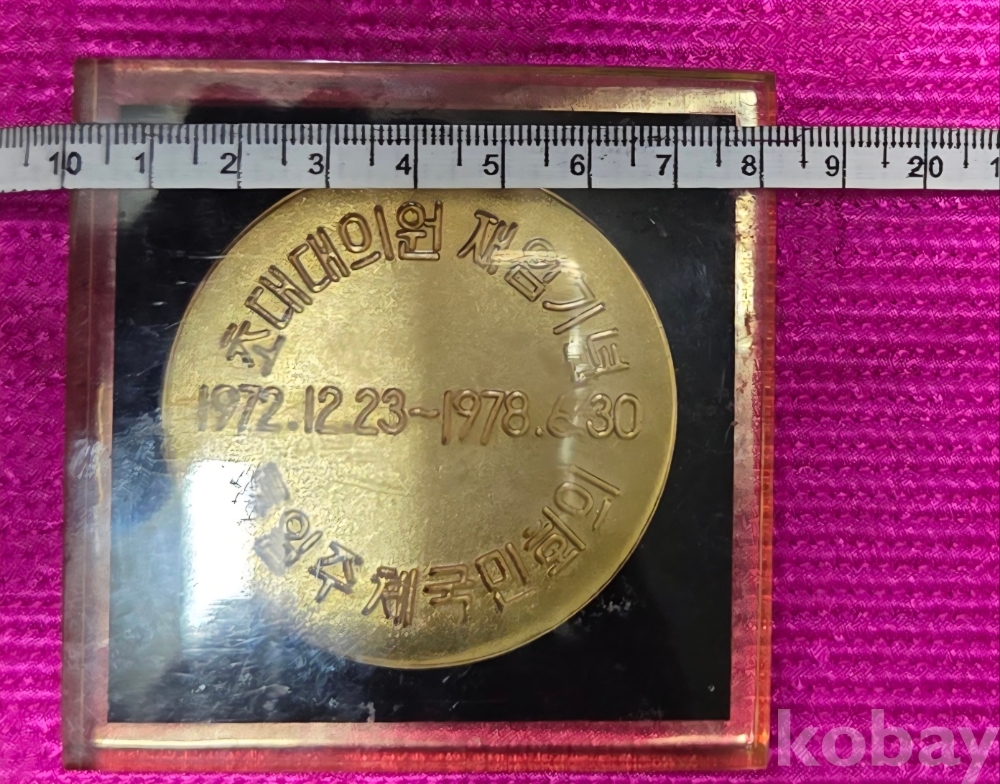 10 1 2 3 4 5 6 7 8 9 20 1
초대대의원 재임기념
1972.12.23~1978.6.30
통일주체국민회의
kobay